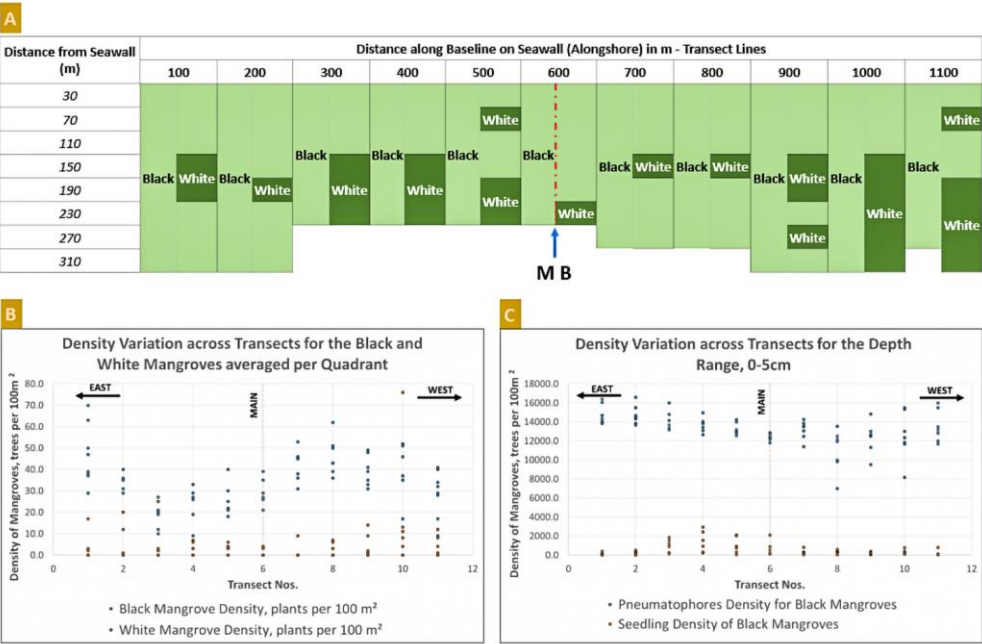 A
Distance from Seawall (m)
Distance along Baseline on Seawall (Alongshore) in m - Transect Lines
100 200 300 400 500 600 700 800 900 1000 1100
30
70 White White
110
Black Black Black Black
150 Black White Black Black White Black White Black
190 White White White White Black White Black White
230 White White White
270 White
310
M B
B
Density Variation across Transects for the Black and
White Mangroves averaged per Quadrant
Density of Mangroves, trees per 100m²
80.0
70.0
60.0
50.0
40.0
30.0
20.0
10.0
0.0
EAST
MAIN
WEST
0 2 4 6 8 10 12
Transect Nos.
• Black Mangrove Density, plants per 100 m²
• White Mangrove Density, plants per 100 m²
C
Density Variation across Transects for the Depth
Range, 0-5cm
Density of Mangroves, trees per 100m²
18000.0
16000.0
14000.0
12000.0
10000.0
8000.0
6000.0
4000.0
2000.0
0.0
EAST
MAIN
WEST
0 2 4 6 8 10 12
Transect Nos.
• Pneumatophores Density for Black Mangroves
• Seedling Density of Black Mangroves